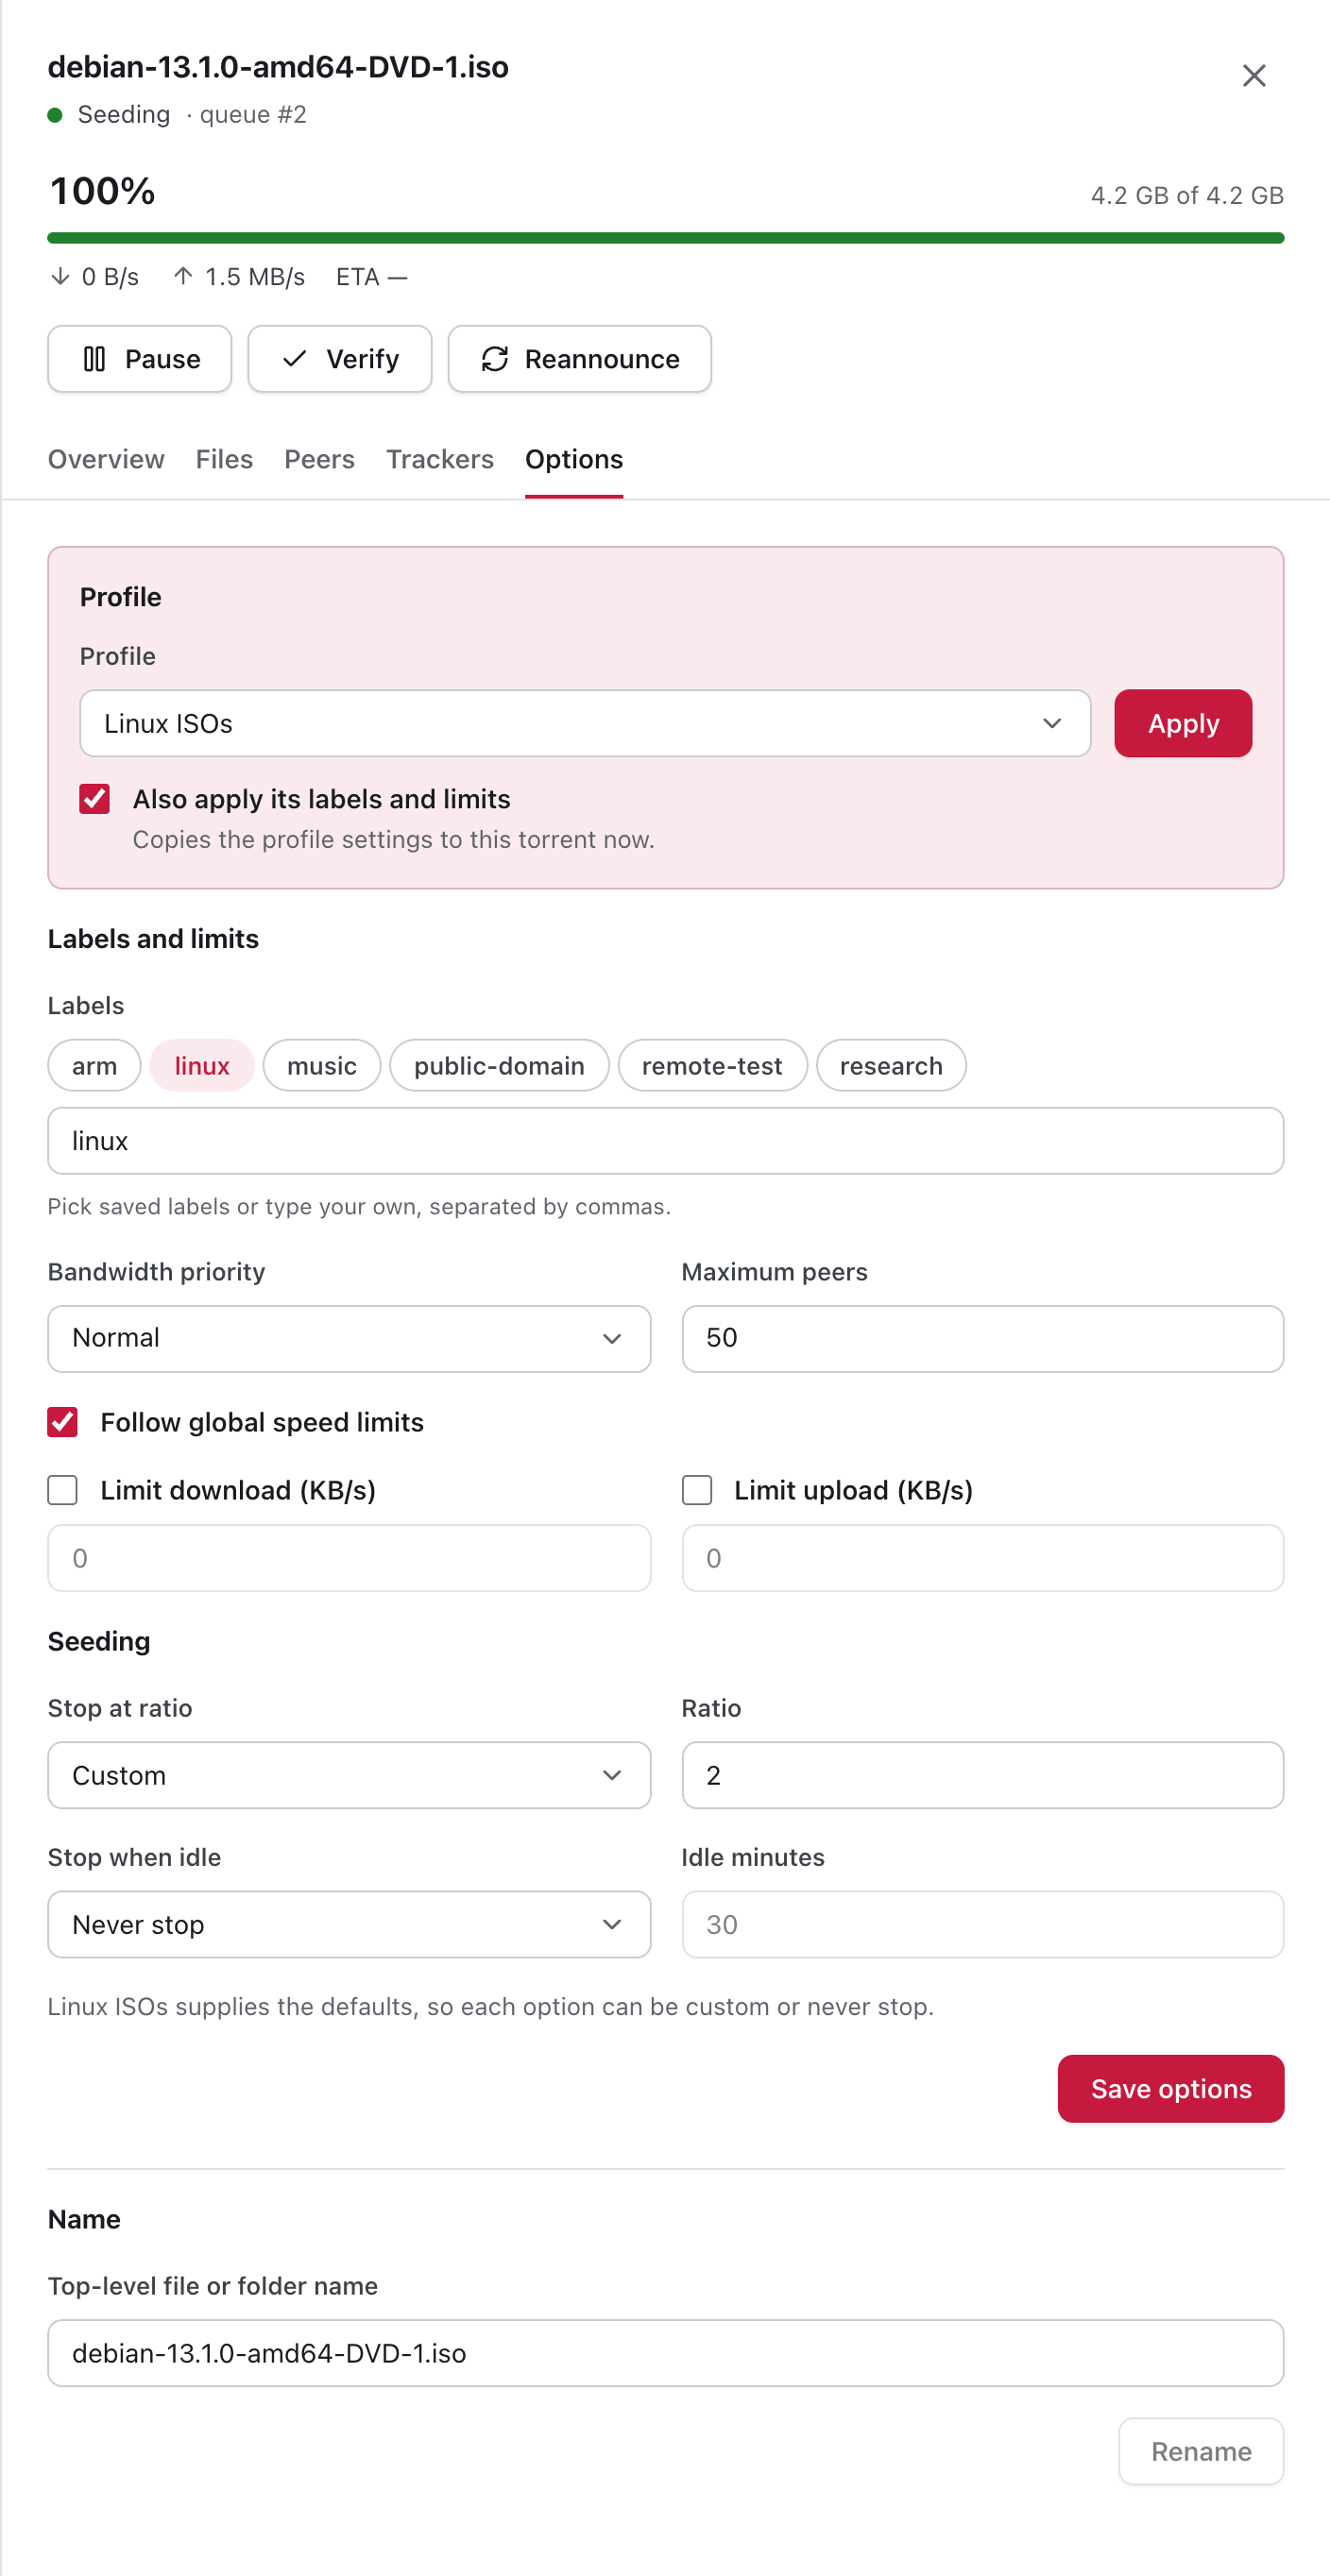 debian-13.1.0-amd64-DVD-1.iso
Seeding · queue #2
100% 4.2 GB of 4.2 GB
↓ 0 B/s ↑ 1.5 MB/s ETA —
Pause Verify Reannounce
Overview Files Peers Trackers Options
Profile
Profile
Linux ISOs Apply
Also apply its labels and limits
Copies the profile settings to this torrent now.
Labels and limits
Labels
arm linux music public-domain remote-test research
linux
Pick saved labels or type your own, separated by commas.
Bandwidth priority Maximum peers
Normal 50
Follow global speed limits
Limit download (KB/s) Limit upload (KB/s)
0 0
Seeding
Stop at ratio Ratio
Custom 2
Stop when idle Idle minutes
Never stop 30
Linux ISOs supplies the defaults, so each option can be custom or never stop.
Save options
Name
Top-level file or folder name
debian-13.1.0-amd64-DVD-1.iso
Rename